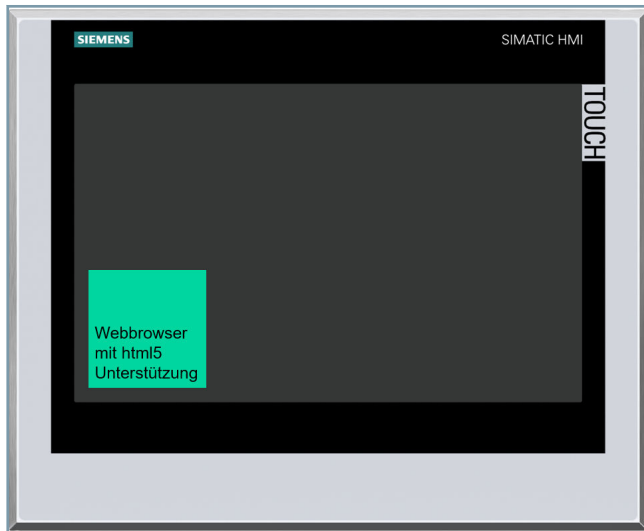 SIEMENS
SIMATIC HMI
TOUCH
Webbrowser
mit html5
Unterstützung